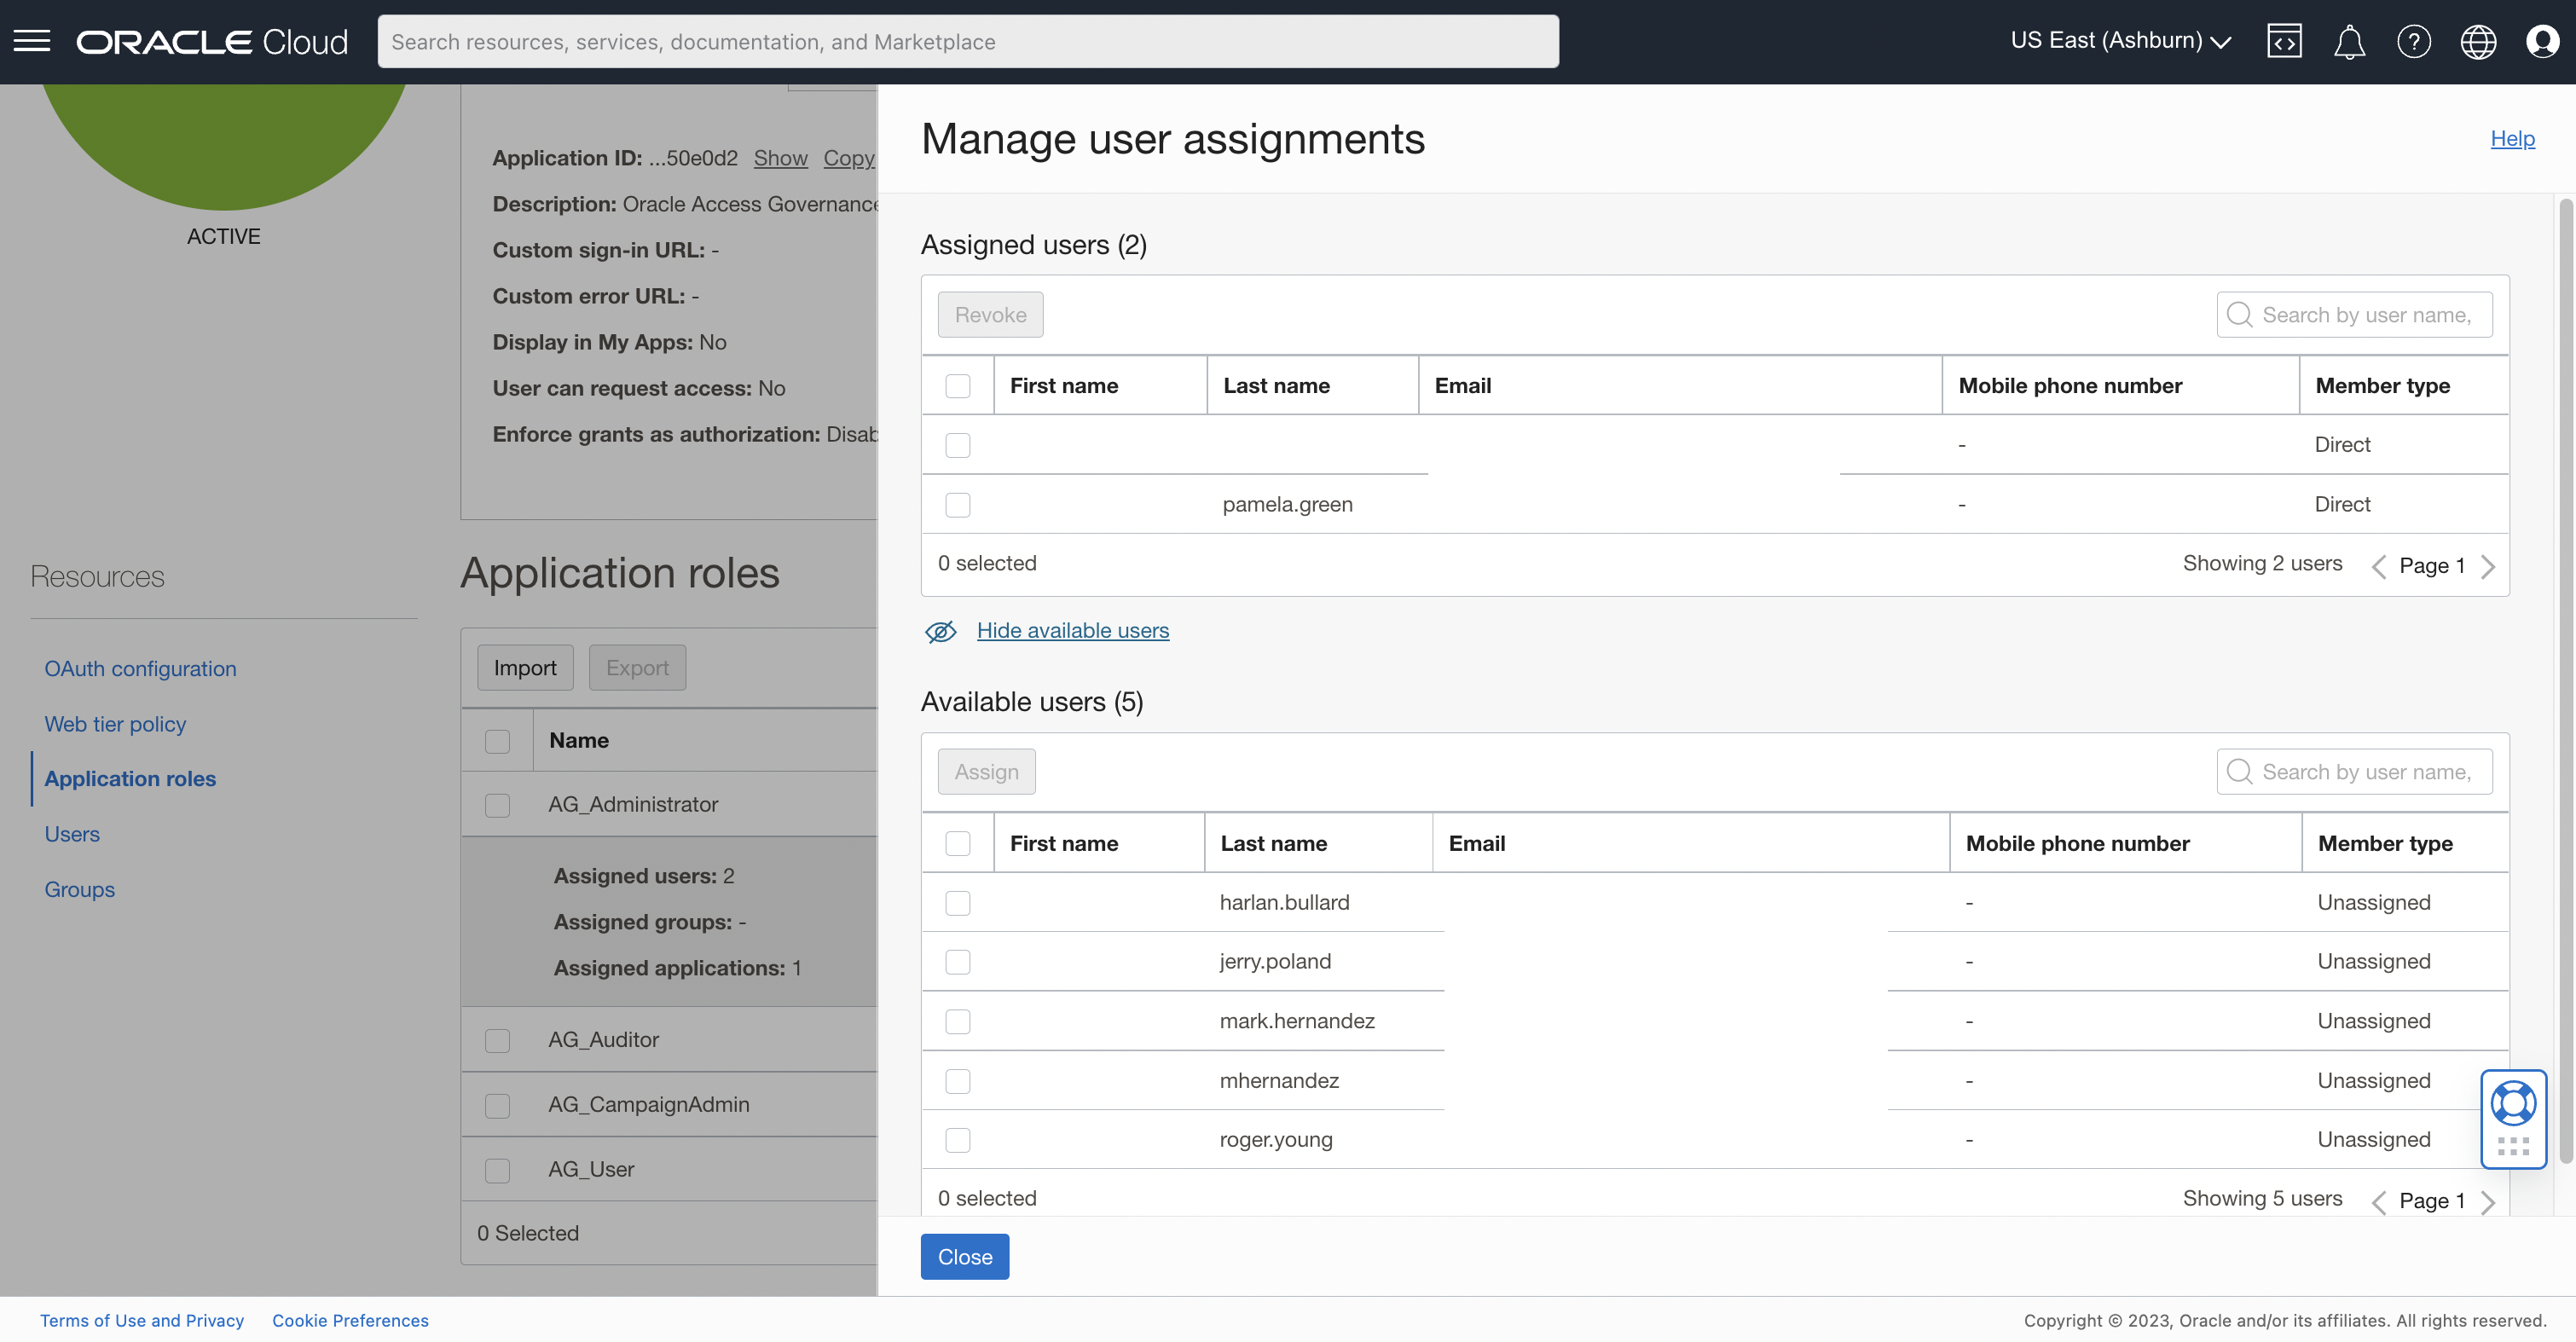 ORACLE Cloud
Search resources, services, documentation, and Marketplace
US East (Ashburn)
ACTIVE
Application ID: ...50e0d2 Show Copy
Description: Oracle Access Governance
Custom sign-in URL: -
Custom error URL: -
Display in My Apps: No
User can request access: No
Enforce grants as authorization:
Resources
OAuth configuration
Web tier policy
Application roles
Users
Groups
Application roles
Import Export
Name
AG_Administrator
Assigned users: 2
Assigned groups: -
Assigned applications: 1
AG_Auditor
AG_CampaignAdmin
AG_User
0 Selected
Manage user assignments
Help
Assigned users (2)
Revoke
Search by user name,
First name Last name Email Mobile phone number Member type
- Direct
pamela.green - Direct
0 selected
Showing 2 users Page 1
Hide available users
Available users (5)
Assign
Search by user name,
First name Last name Email Mobile phone number Member type
harlan.bullard - Unassigned
jerry.poland - Unassigned
mark.hernandez - Unassigned
mhernandez - Unassigned
roger.young - Unassigned
0 selected
Showing 5 users Page 1
Close
Terms of Use and Privacy Cookie Preferences
Copyright © 2023, Oracle and/or its affiliates. All rights reserved.